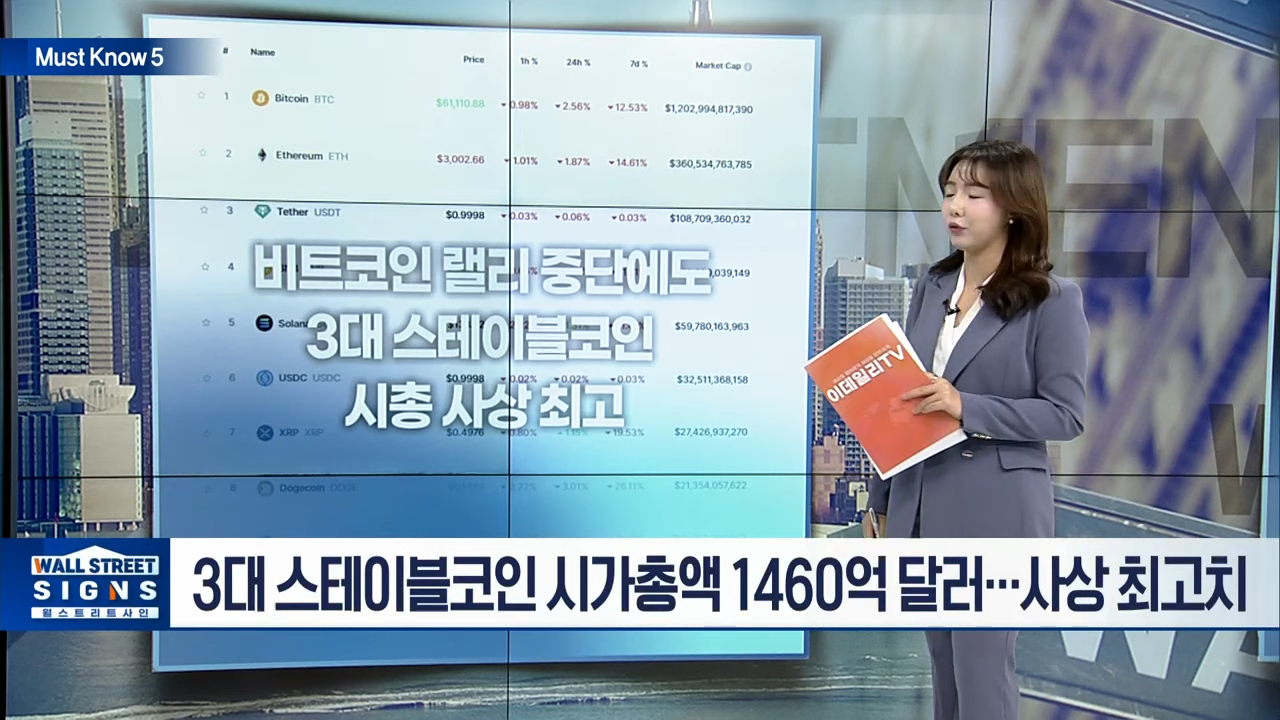 Must Know 5
# Name Price 1h % 24h % 7d % Market Cap
1 Bitcoin BTC $61,110.88 0.98% 2.56% 12.53% $1,202,994,817,390
2 Ethereum ETH $3,002.66 1.01% 1.87% 14.61% $360,534,763,785
3 Tether USDT $0.9998 0.03% 0.06% 0.03% $108,709,360,032
비트코인 랠리 중단에도
4 039,149
3대 스테이블코인
5 Solana $59,780,163,963
6 USDC USDC $0.9998 0.02% 0.02% 0.03% $32,511,368,158
시총 사상 최고
7 XRP XRP $0.4976 0.80% 1.15% 19.53% $27,426,937,270
8 Dogecoin DOGE 3.01% 26.11% $21,354,057,622
이데일리TV
WALL STREET
SIGNS
월스트리트사인
3대 스테이블코인 시가총액 1460억 달러…사상 최고치